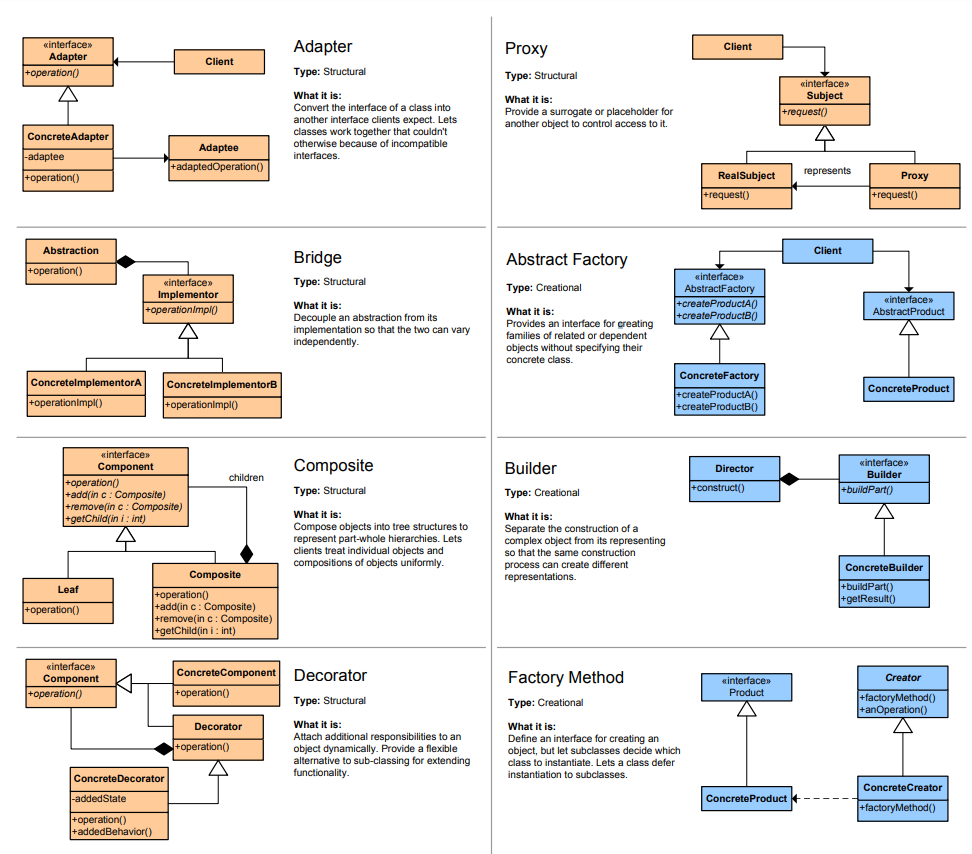 «interface»
Adapter
+operation()
Client
ConcreteAdapter
-adaptee
+operation()
Adaptee
+adaptedOperation()
Adapter
Type: Structural
What it is:
Convert the interface of a class into
another interface clients expect. Lets
classes work together that couldn't
otherwise because of incompatible
interfaces.
Proxy
Type: Structural
What it is:
Provide a surrogate or placeholder for
another object to control access to it.
Client
«interface»
Subject
+request()
RealSubject
+request()
represents
Proxy
+request()
Abstraction
+operation()
«interface»
Implementor
+operationImpl()
ConcreteImplementorA
+operationImpl()
ConcreteImplementorB
+operationImpl()
Bridge
Type: Structural
What it is:
Decouple an abstraction from its
implementation so that the two can vary
independently.
Abstract Factory
Type: Creational
What it is:
Provides an interface for creating
families of related or dependent
objects without specifying their
concrete class.
Client
«interface»
AbstractFactory
+createProductA()
+createProductB()
«interface»
AbstractProduct
ConcreteFactory
+createProductA()
+createProductB()
ConcreteProduct
«interface»
Component
+operation()
+add(in c : Composite)
+remove(in c : Composite)
+getChild(in i : int)
children
Leaf
+operation()
Composite
+operation()
+add(in c : Composite)
+remove(in c : Composite)
+getChild(in i : int)
Composite
Type: Structural
What it is:
Compose objects into tree structures to
represent part-whole hierarchies. Lets
clients treat individual objects and
compositions of objects uniformly.
Builder
Type: Creational
What it is:
Separate the construction of a
complex object from its representing
so that the same construction
process can create different
representations.
Director
+construct()
«interface»
Builder
+buildPart()
ConcreteBuilder
+buildPart()
+getResult()
«interface»
Component
+operation()
ConcreteComponent
+operation()
Decorator
+operation()
ConcreteDecorator
-addedState
+operation()
+addedBehavior()
Decorator
Type: Structural
What it is:
Attach additional responsibilities to an
object dynamically. Provide a flexible
alternative to sub-classing for extending
functionality.
Factory Method
Type: Creational
What it is:
Define an interface for creating an
object, but let subclasses decide which
class to instantiate. Lets a class defer
instantiation to subclasses.
«interface»
Product
Creator
+factoryMethod()
+anOperation()
ConcreteProduct
ConcreteCreator
+factoryMethod()